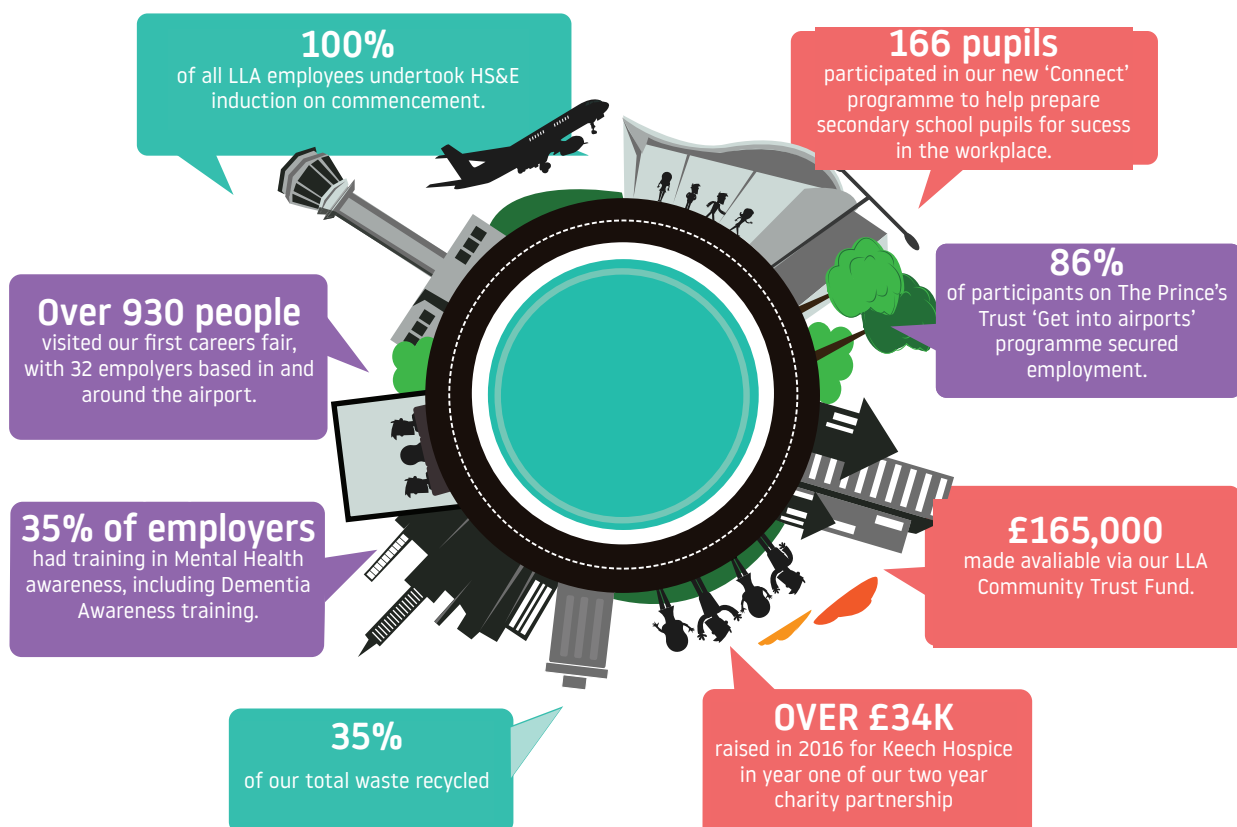 100%
of all LLA employees undertook HS&E
induction on commencement.
166 pupils
participated in our new ‘Connect’
programme to help prepare
secondary school pupils for sucess
in the workplace.
Over 930 people
visited our first careers fair,
with 32 empolyers based in and
around the airport.
86%
of participants on The Prince’s
Trust ‘Get into airports’
programme secured
employment.
35% of employers
had training in Mental Health
awareness, including Dementia
Awareness training.
£165,000
made avaliable via our LLA
Community Trust Fund.
35%
of our total waste recycled
OVER £34K
raised in 2016 for Keech Hospice
in year one of our two year
charity partnership